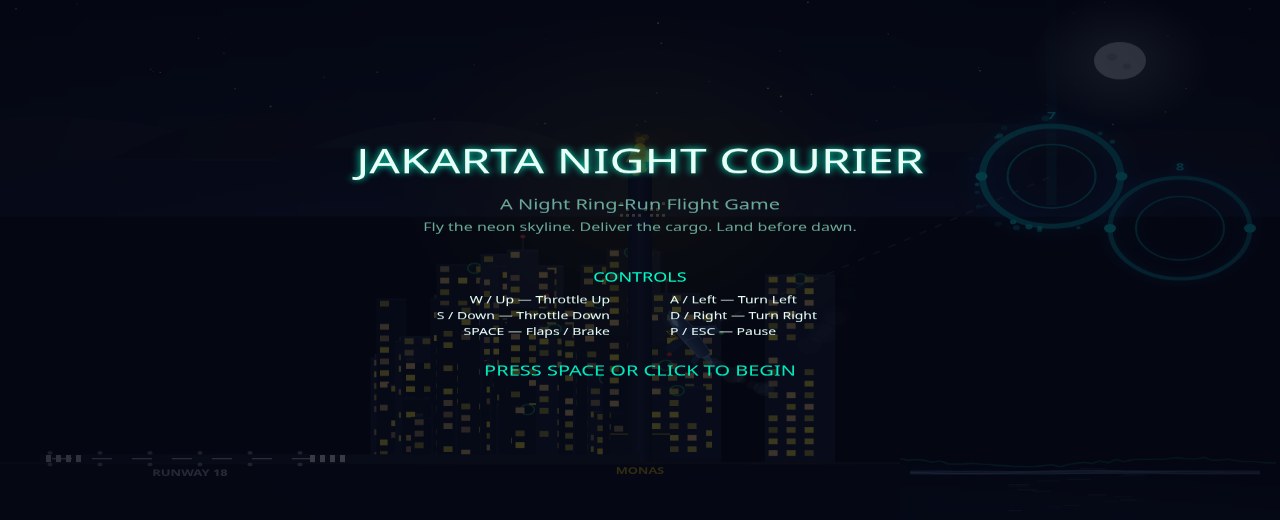 JAKARTA NIGHT COURIER
A Night Ring-Run Flight Game
Fly the neon skyline. Deliver the cargo. Land before dawn.
CONTROLS
W / Up — Throttle Up
A / Left — Turn Left
S / Down — Throttle Down
D / Right — Turn Right
SPACE — Flaps / Brake
P / ESC — Pause
PRESS SPACE OR CLICK TO BEGIN
7
8
RUNWAY 18
MONAS